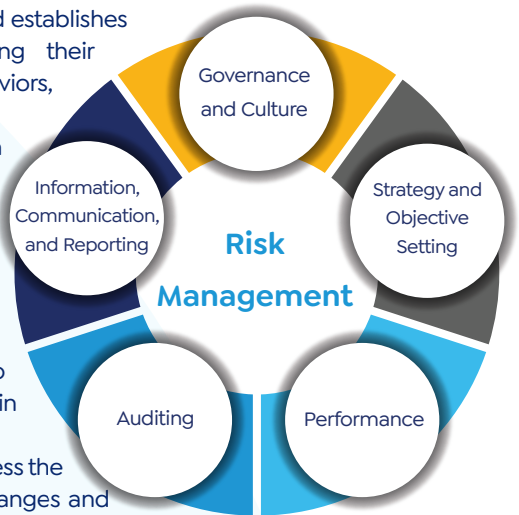 d establishes
ng their
viors,
Governance
and Culture
Information,
Communication,
and Reporting
Strategy and
Objective
Setting
Risk
Management
in
Auditing
Performance
ess the
anges and